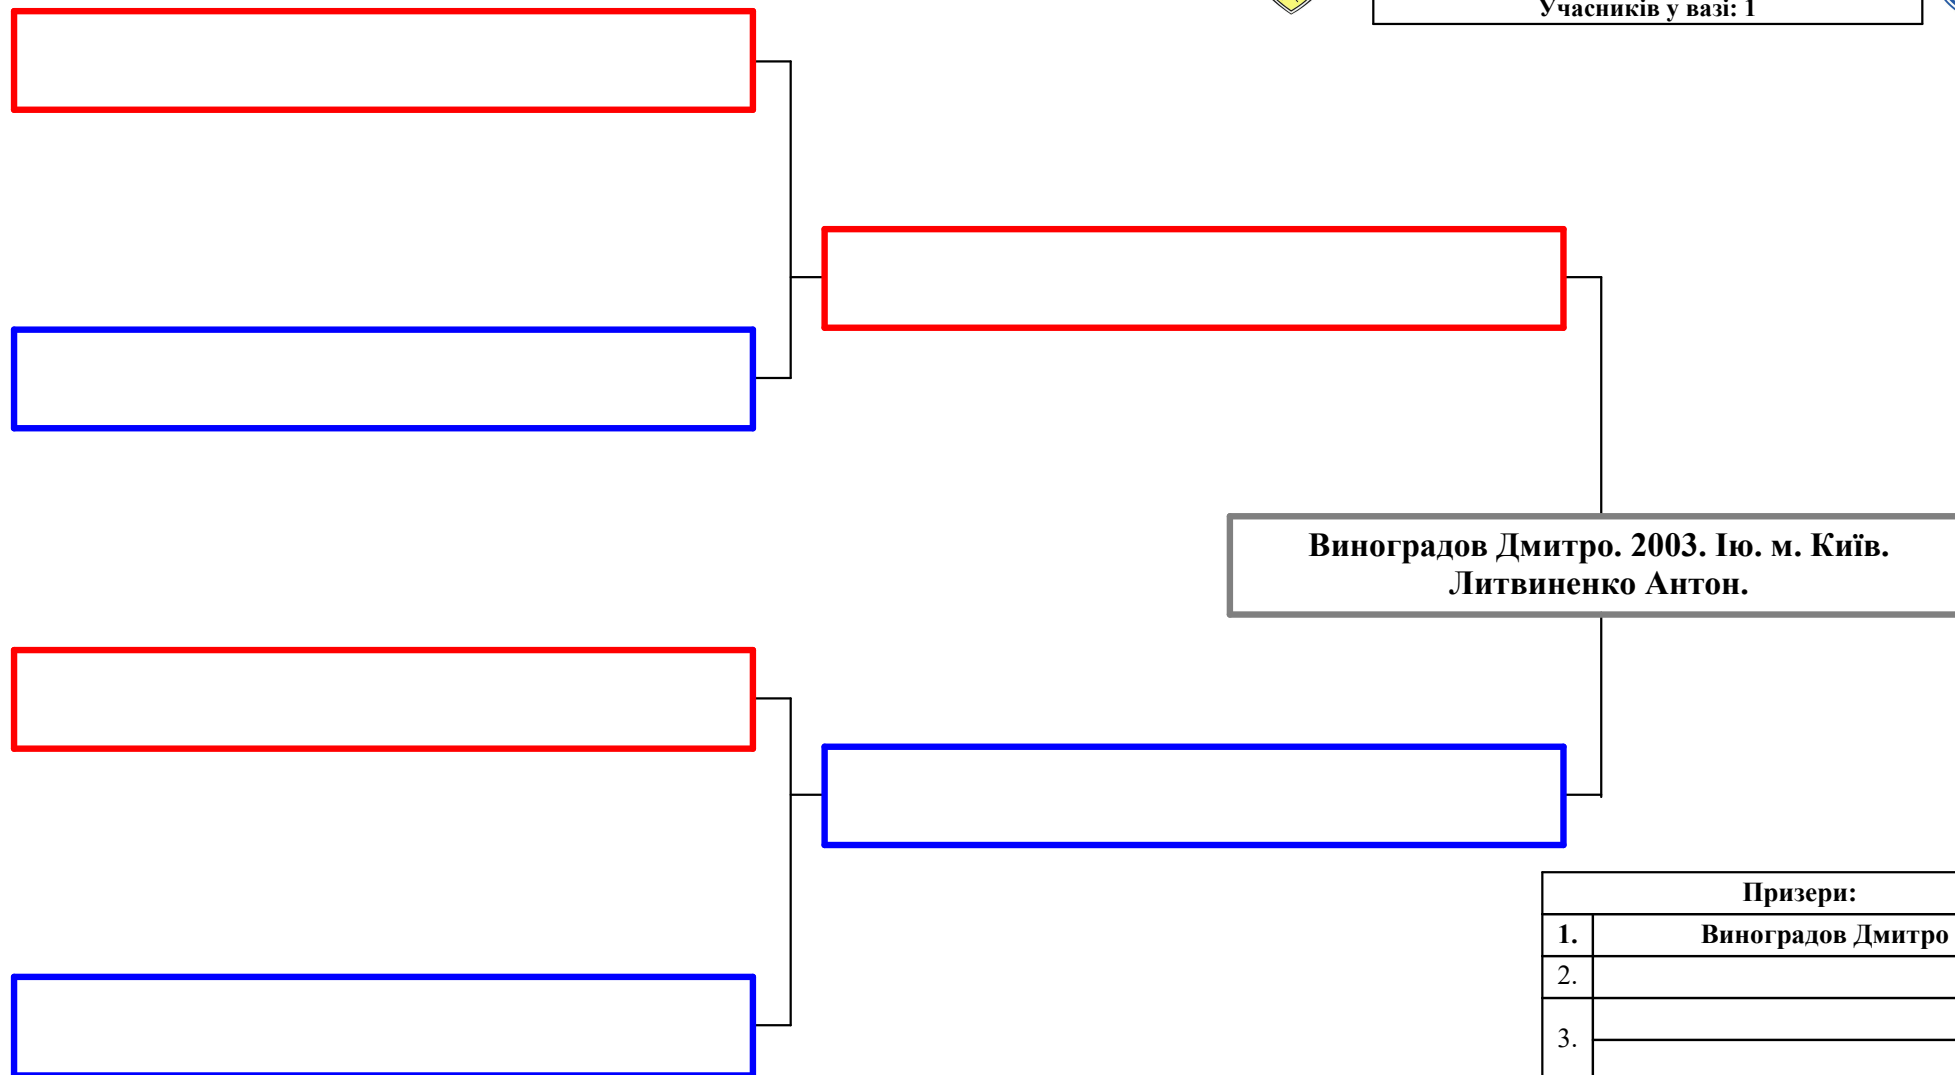 Учасників у вазі: 1
Виноградов Дмитро. 2003. Ію. м. Київ.
Литвиненко Антон.
Призери:
1. Виноградов Дмитро
2.
3.